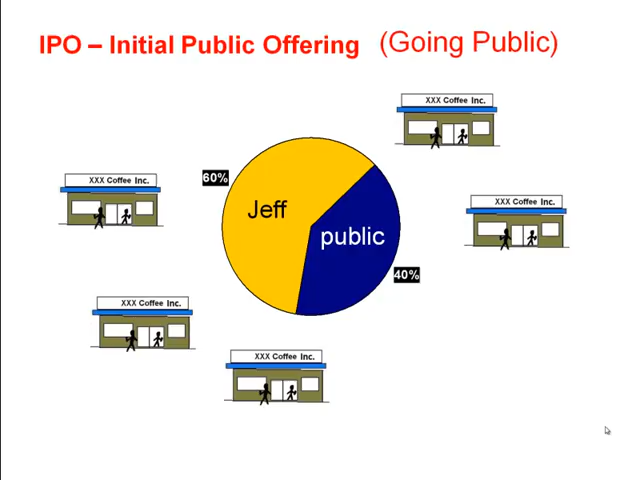 IPO – Initial Public Offering (Going Public)
XXX Coffee Inc.
60%
XXX Coffee Inc.
Jeff
XXX Coffee Inc.
public
40%
XXX Coffee Inc.
XXX Coffee Inc.